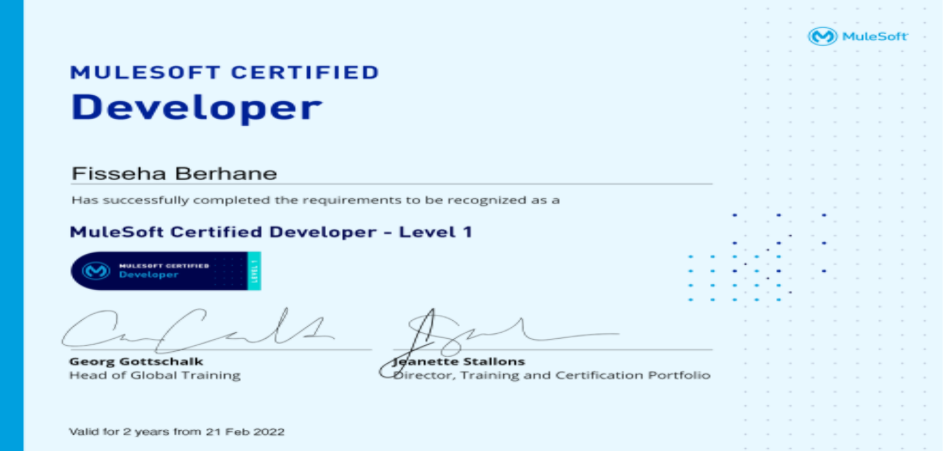 MuleSoft
MULESOFT CERTIFIED
Developer
Fisseha Berhane
Has successfully completed the requirements to be recognized as a
MuleSoft Certified Developer - Level 1
MULESOFT CERTIFIED
Developer
LEVEL 1
Georg Gottschalk
Head of Global Training
Jeanette Stallons
Director, Training and Certification Portfolio
Valid for 2 years from 21 Feb 2022